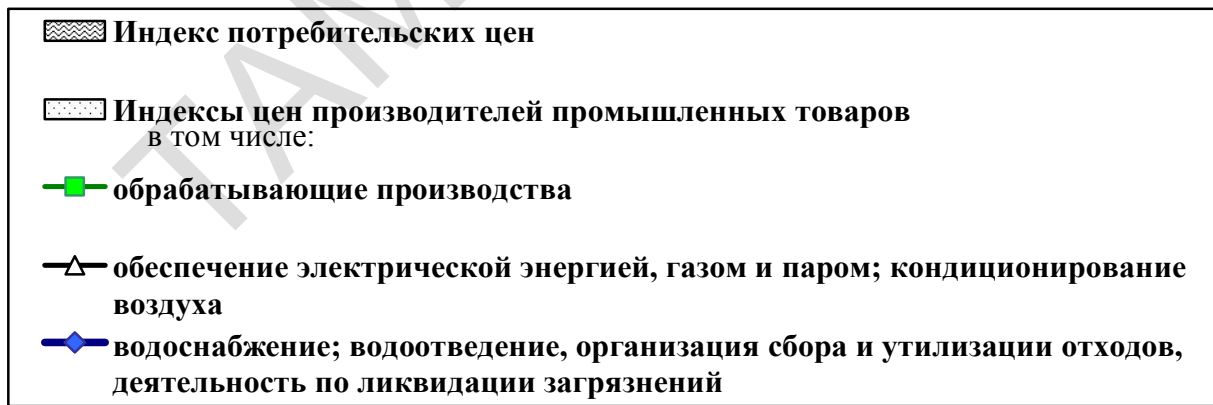 Индекс потребительских цен
Индексы цен производителей промышленных товаров
в том числе:
обрабатывающие производства
обеспечение электрической энергией, газом и паром; кондиционирование
воздуха
водоснабжение; водоотведение, организация сбора и утилизации отходов,
деятельность по ликвидации загрязнений
ТАМ